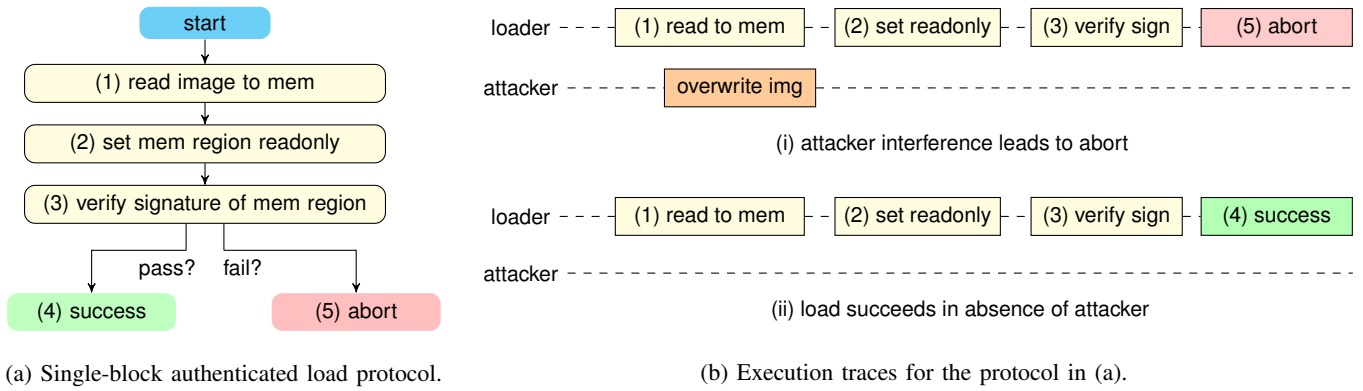 start
(1) read image to mem
(2) set mem region readonly
(3) verify signature of mem region
pass? fail?
(4) success (5) abort
(a) Single-block authenticated load protocol.
loader (1) read to mem (2) set readonly (3) verify sign (5) abort
attacker overwrite img
(i) attacker interference leads to abort
loader (1) read to mem (2) set readonly (3) verify sign (4) success
attacker
(ii) load succeeds in absence of attacker
(b) Execution traces for the protocol in (a).